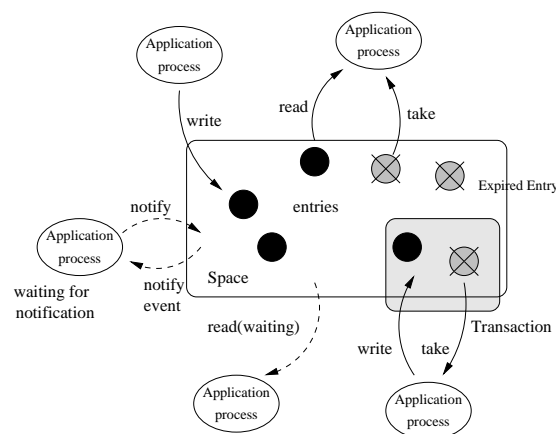 Application
process
Application
process
read
take
write
Expired Entry
notify
entries
Application
process
Space
notify
event
waiting for
notification
Transaction
read(waiting)
write
take
Application
process
Application
process